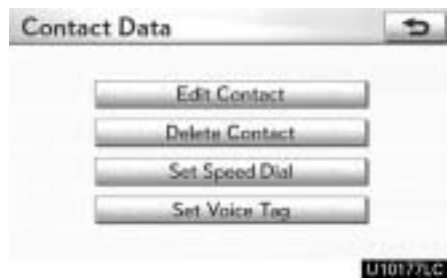 Contact Data
Edit Contact
Delete Contact
Set Speed Dial
Set Voice Tag
U10177LC